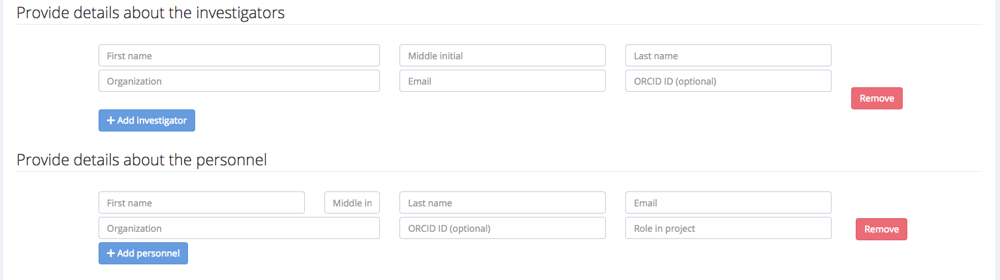 Provide details about the investigators
First name Middle initial Last name
Organization Email ORCID ID (optional)
Remove
+ Add investigator
Provide details about the personnel
First name Middle in Last name Email
Organization ORCID ID (optional) Role in project Remove
+ Add personnel